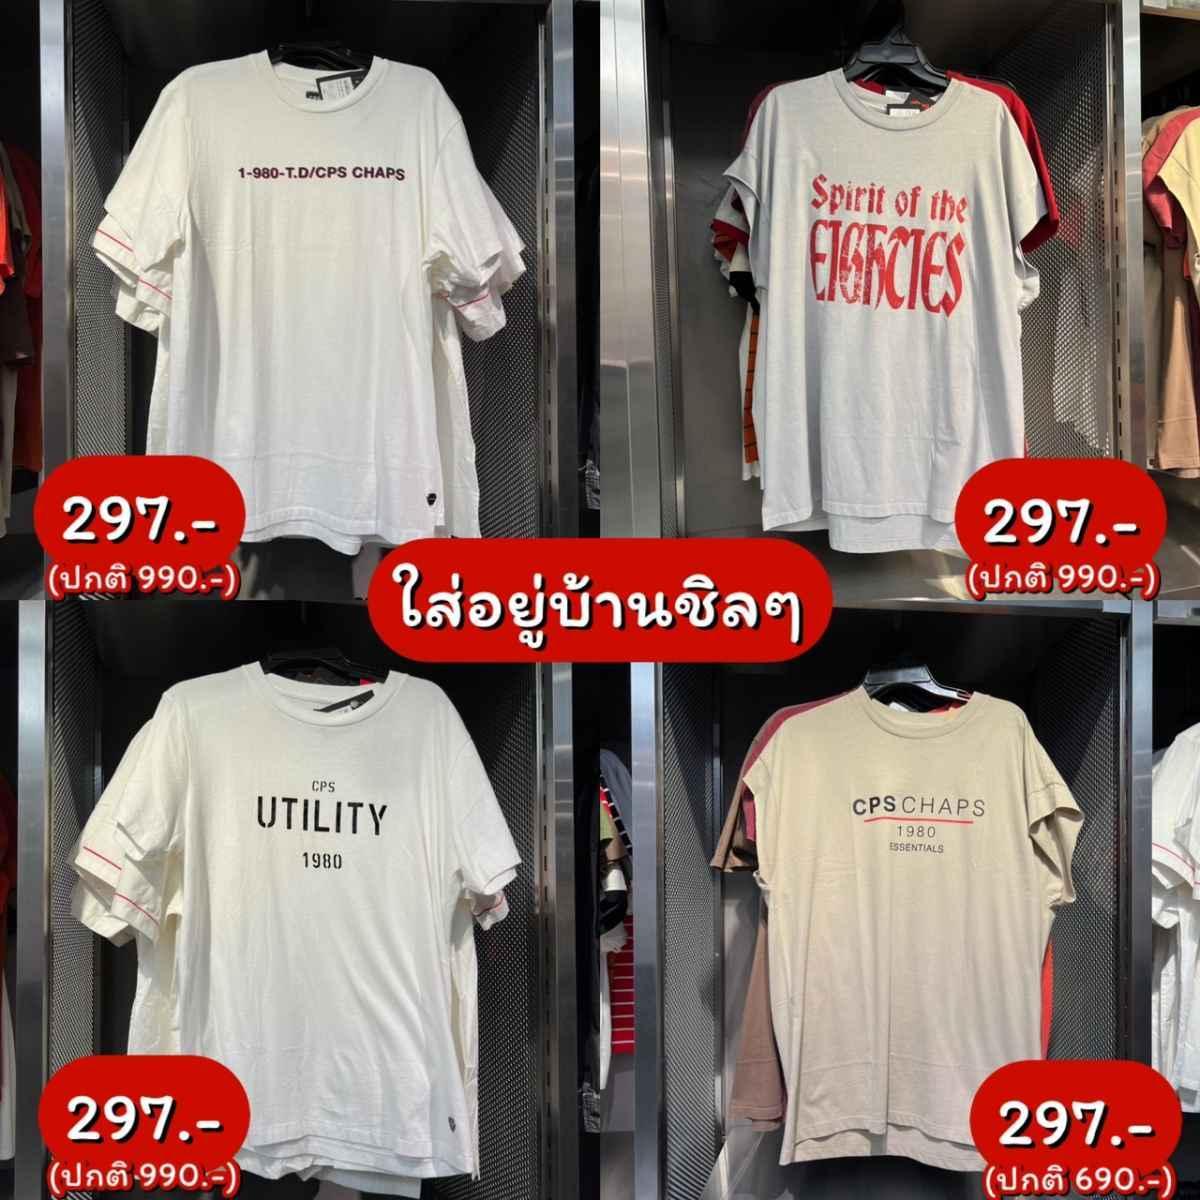 1-980-T.D/CPS CHAPS
297.-
(ปกติ 990.-)
Spirit of the
EIGHTIES
297.-
(ปกติ 990.-)
ใส่อยู่บ้านชิลๆ
CPS
UTILITY
1980
297.-
(ปกติ 990.-)
CPS CHAPS
1980
ESSENTIALS
297.-
(ปกติ 690.-)